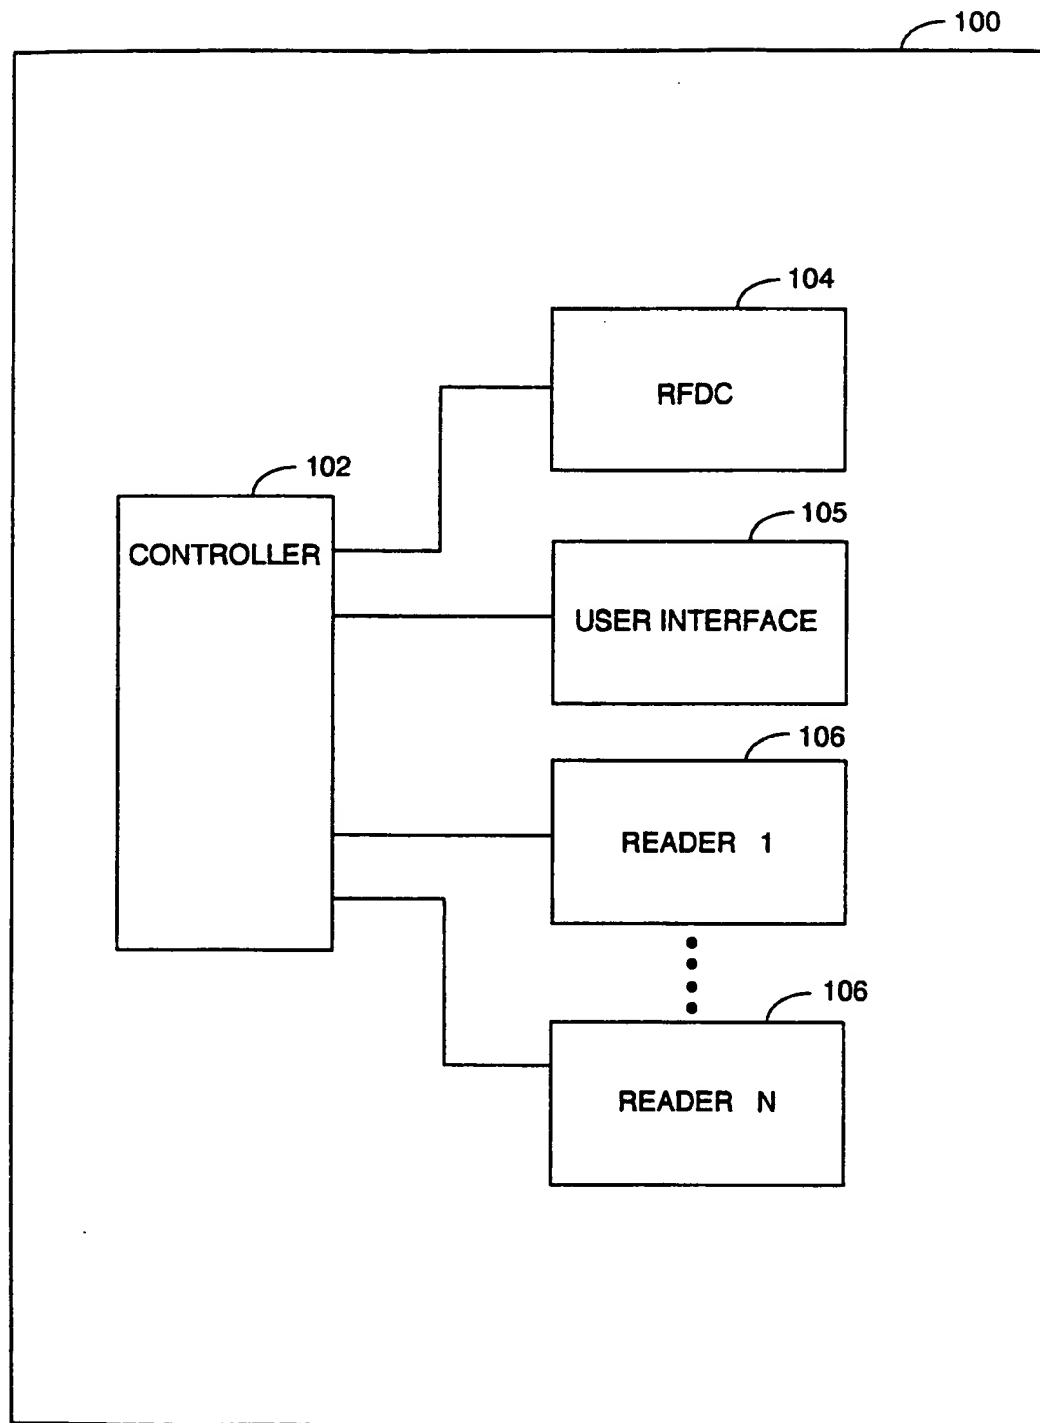 100
104
RFDC
102
CONTROLLER
105
USER INTERFACE
106
READER 1
106
READER N